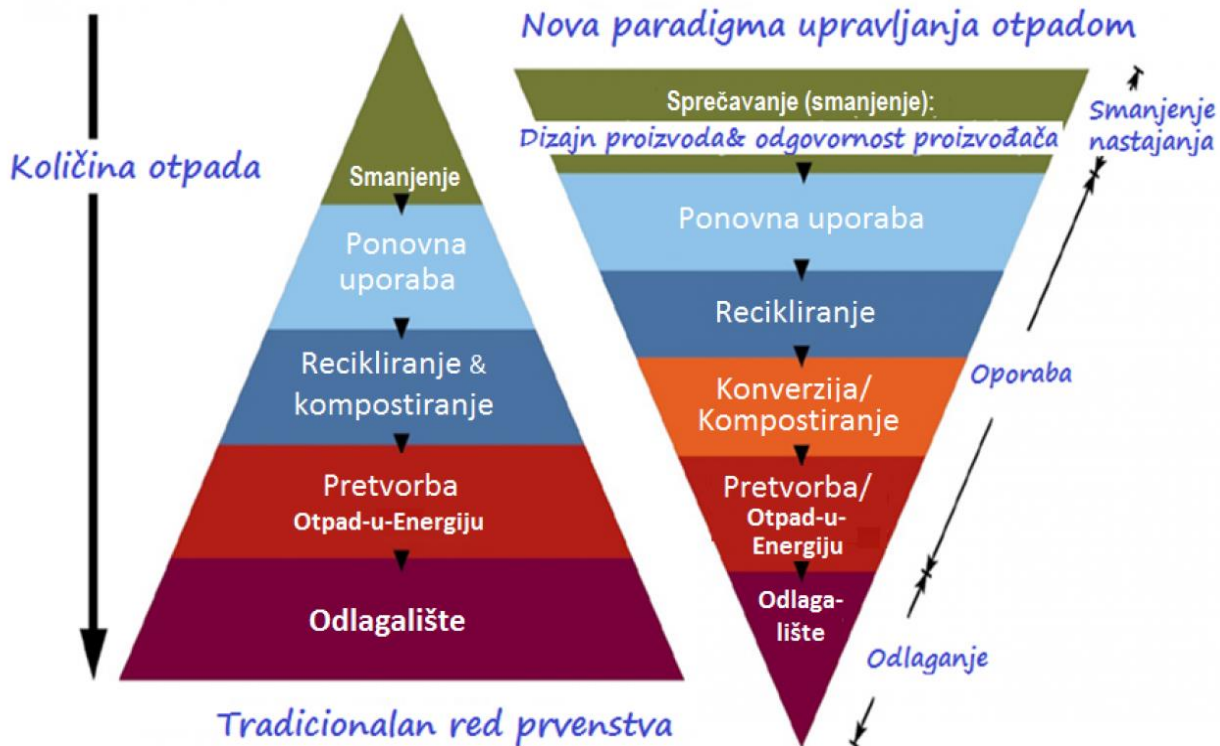 Nova paradigma upravljanja otpadom
Količina otpada
Smanjenje
Ponovna
uporaba
Recikliranje &
kompostiranje
Pretvorba
Otpad-u-Energiju
Odlagalište
Tradicionalan red prvenstva
Sprečavanje (smanjenje):
Dizajn proizvoda& odgovornost proizvođača
Ponovna uporaba
Recikliranje
Konverzija/
Kompostiranje
Pretvorba/
Otpad-u-
Energiju
Odlaga-
lište
Smanjenje
nastajanja
Oporaba
Odlaganje